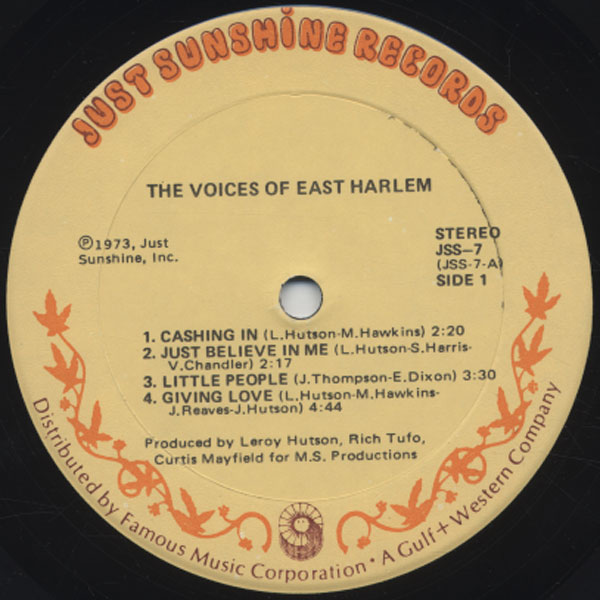 JUST SUNSHINE RECORDS
THE VOICES OF EAST HARLEM
℗1973, Just
Sunshine, Inc.
STEREO
JSS–7
(JSS-7-A)
SIDE 1
1. CASHING IN (L.Hutson-M.Hawkins) 2:20
2. JUST BELIEVE IN ME (L.Hutson-S.Harris-
V.Chandler) 2:17
3. LITTLE PEOPLE (J.Thompson-E.Dixon) 3:30
4. GIVING LOVE (L.Hutson-M.Hawkins-
J.Reaves-J.Hutson) 4:44
Produced by Leroy Hutson, Rich Tufo,
Curtis Mayfield for M.S. Productions
Distributed by Famous Music Corporation • A Gulf + Western Company